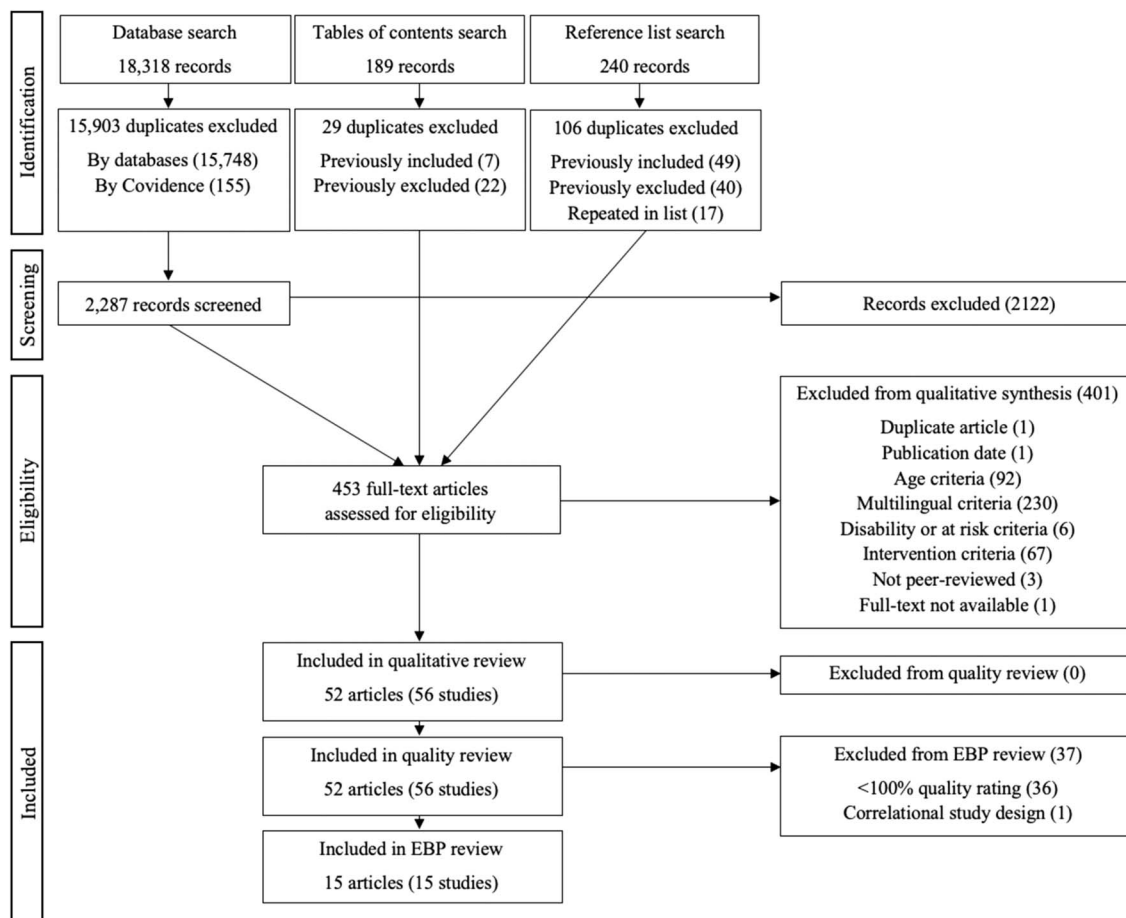 Identification
Database search
18,318 records
Tables of contents search
189 records
Reference list search
240 records
15,903 duplicates excluded
By databases (15,748)
By Covidence (155)
29 duplicates excluded
Previously included (7)
Previously excluded (22)
106 duplicates excluded
Previously included (49)
Previously excluded (40)
Repeated in list (17)
Screening
2,287 records screened
Records excluded (2122)
Eligibility
453 full-text articles
assessed for eligibility
Excluded from qualitative synthesis (401)
Duplicate article (1)
Publication date (1)
Age criteria (92)
Multilingual criteria (230)
Disability or at risk criteria (6)
Intervention criteria (67)
Not peer-reviewed (3)
Full-text not available (1)
Included
Included in qualitative review
52 articles (56 studies)
Excluded from quality review (0)
Included in quality review
52 articles (56 studies)
Excluded from EBP review (37)
<100% quality rating (36)
Correlational study design (1)
Included in EBP review
15 articles (15 studies)